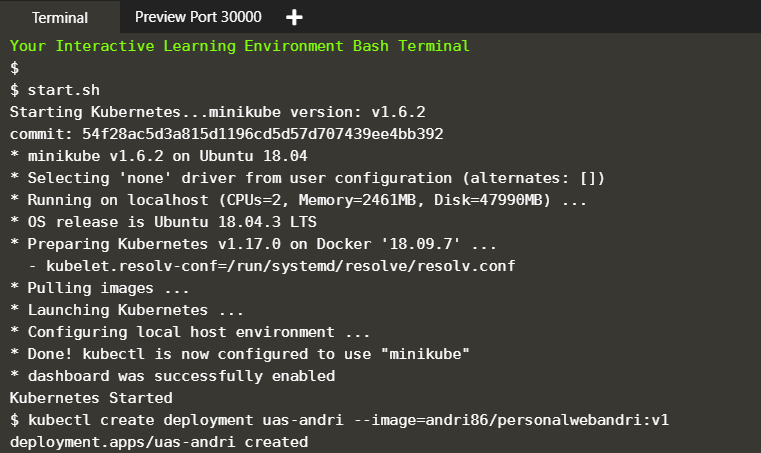 Terminal
Preview Port 30000
Your Interactive Learning Environment Bash Terminal
$
$ start.sh
Starting Kubernetes...minikube version: v1.6.2
commit: 54f28ac5d3a815d1196cd5d57d707439ee4bb392
* minikube v1.6.2 on Ubuntu 18.04
* Selecting 'none' driver from user configuration (alternates: [])
* Running on localhost (CPUs=2, Memory=2461MB, Disk=47990MB) ...
* OS release is Ubuntu 18.04.3 LTS
* Preparing Kubernetes v1.17.0 on Docker '18.09.7' ...
  - kubelet.resolv-conf=/run/systemd/resolve/resolv.conf
* Pulling images ...
* Launching Kubernetes ...
* Configuring local host environment ...
* Done! kubectl is now configured to use "minikube"
* dashboard was successfully enabled
Kubernetes Started
$ kubectl create deployment uas-andri --image=andri86/personalwebandri:v1
deployment.apps/uas-andri created